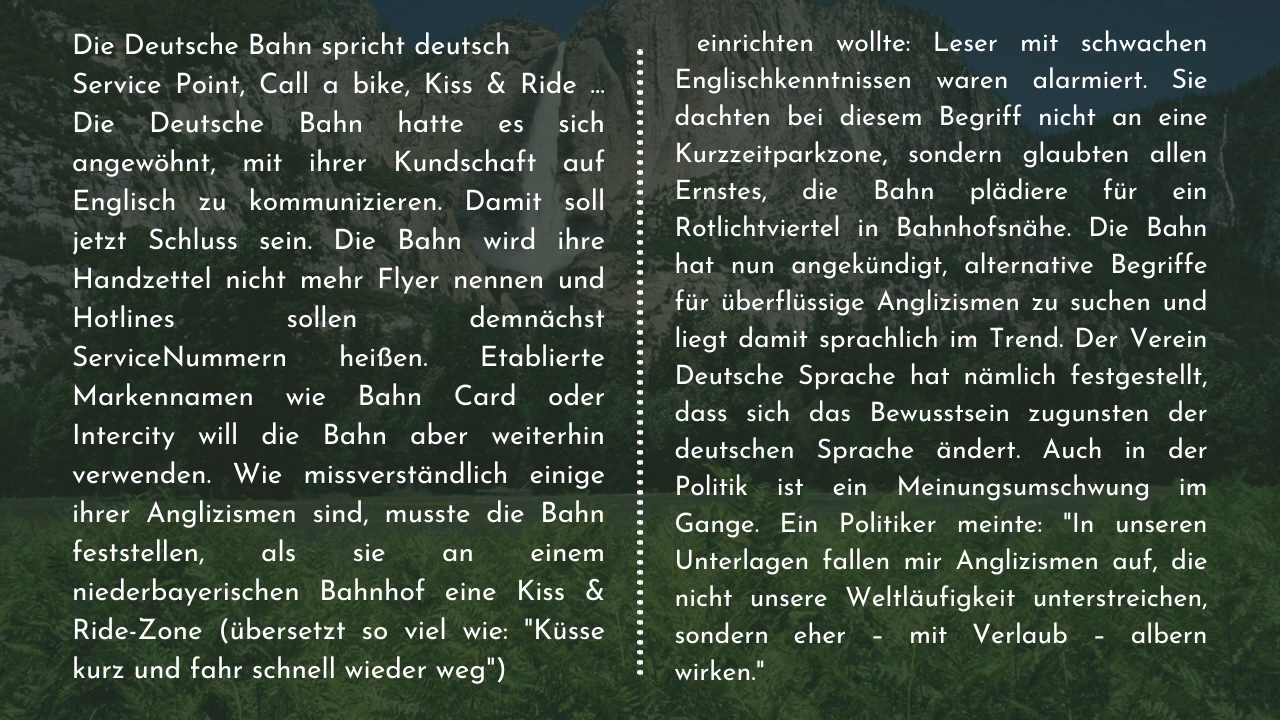 Die Deutsche Bahn spricht deutsch
Service Point, Call a bike, Kiss & Ride ...
Die Deutsche Bahn hatte es sich
angewöhnt, mit ihrer Kundschaft auf
Englisch zu kommunizieren. Damit soll
jetzt Schluss sein. Die Bahn wird ihre
Handzettel nicht mehr Flyer nennen und
Hotlines sollen demnächst
ServiceNummern heißen. Etablierte
Markennamen wie Bahn Card oder
Intercity will die Bahn aber weiterhin
verwenden. Wie missverständlich einige
ihrer Anglizismen sind, musste die Bahn
feststellen, als sie an einem
niederbayerischen Bahnhof eine Kiss &
Ride-Zone (übersetzt so viel wie: "Küsse
kurz und fahr schnell wieder weg")
einrichten wollte: Leser mit schwachen
Englischkenntnissen waren alarmiert. Sie
dachten bei diesem Begriff nicht an eine
Kurzzeitparkzone, sondern glaubten allen
Ernstes, die Bahn plädiere für ein
Rotlichtviertel in Bahnhofsnähe. Die Bahn
hat nun angekündigt, alternative Begriffe
für überflüssige Anglizismen zu suchen und
liegt damit sprachlich im Trend. Der Verein
Deutsche Sprache hat nämlich festgestellt,
dass sich das Bewusstsein zugunsten der
deutschen Sprache ändert. Auch in der
Politik ist ein Meinungsumschwung im
Gange. Ein Politiker meinte: "In unseren
Unterlagen fallen mir Anglizismen auf, die
nicht unsere Weltläufigkeit unterstreichen,
sondern eher – mit Verlaub – albern
wirken."